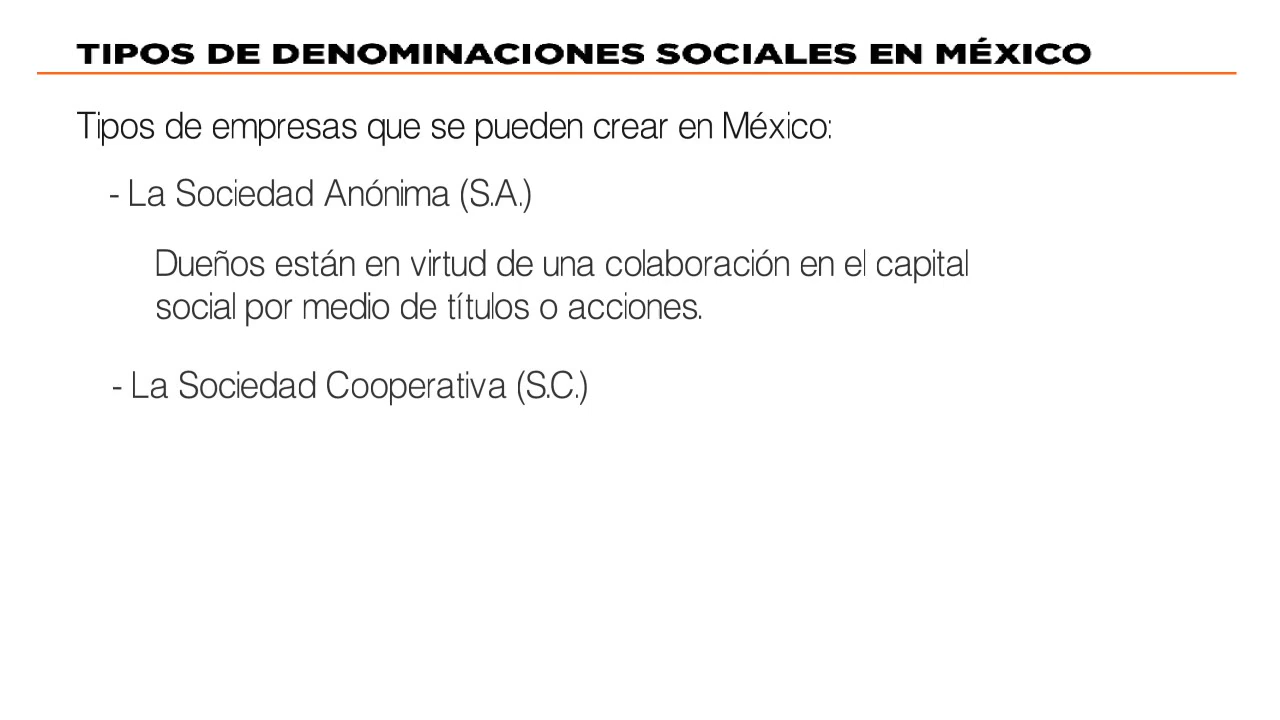 TIPOS DE DENOMINACIONES SOCIALES EN MÉXICO
Tipos de empresas que se pueden crear en México:
- La Sociedad Anónima (S.A.)
Dueños están en virtud de una colaboración en el capital
social por medio de títulos o acciones.
- La Sociedad Cooperativa (S.C.)